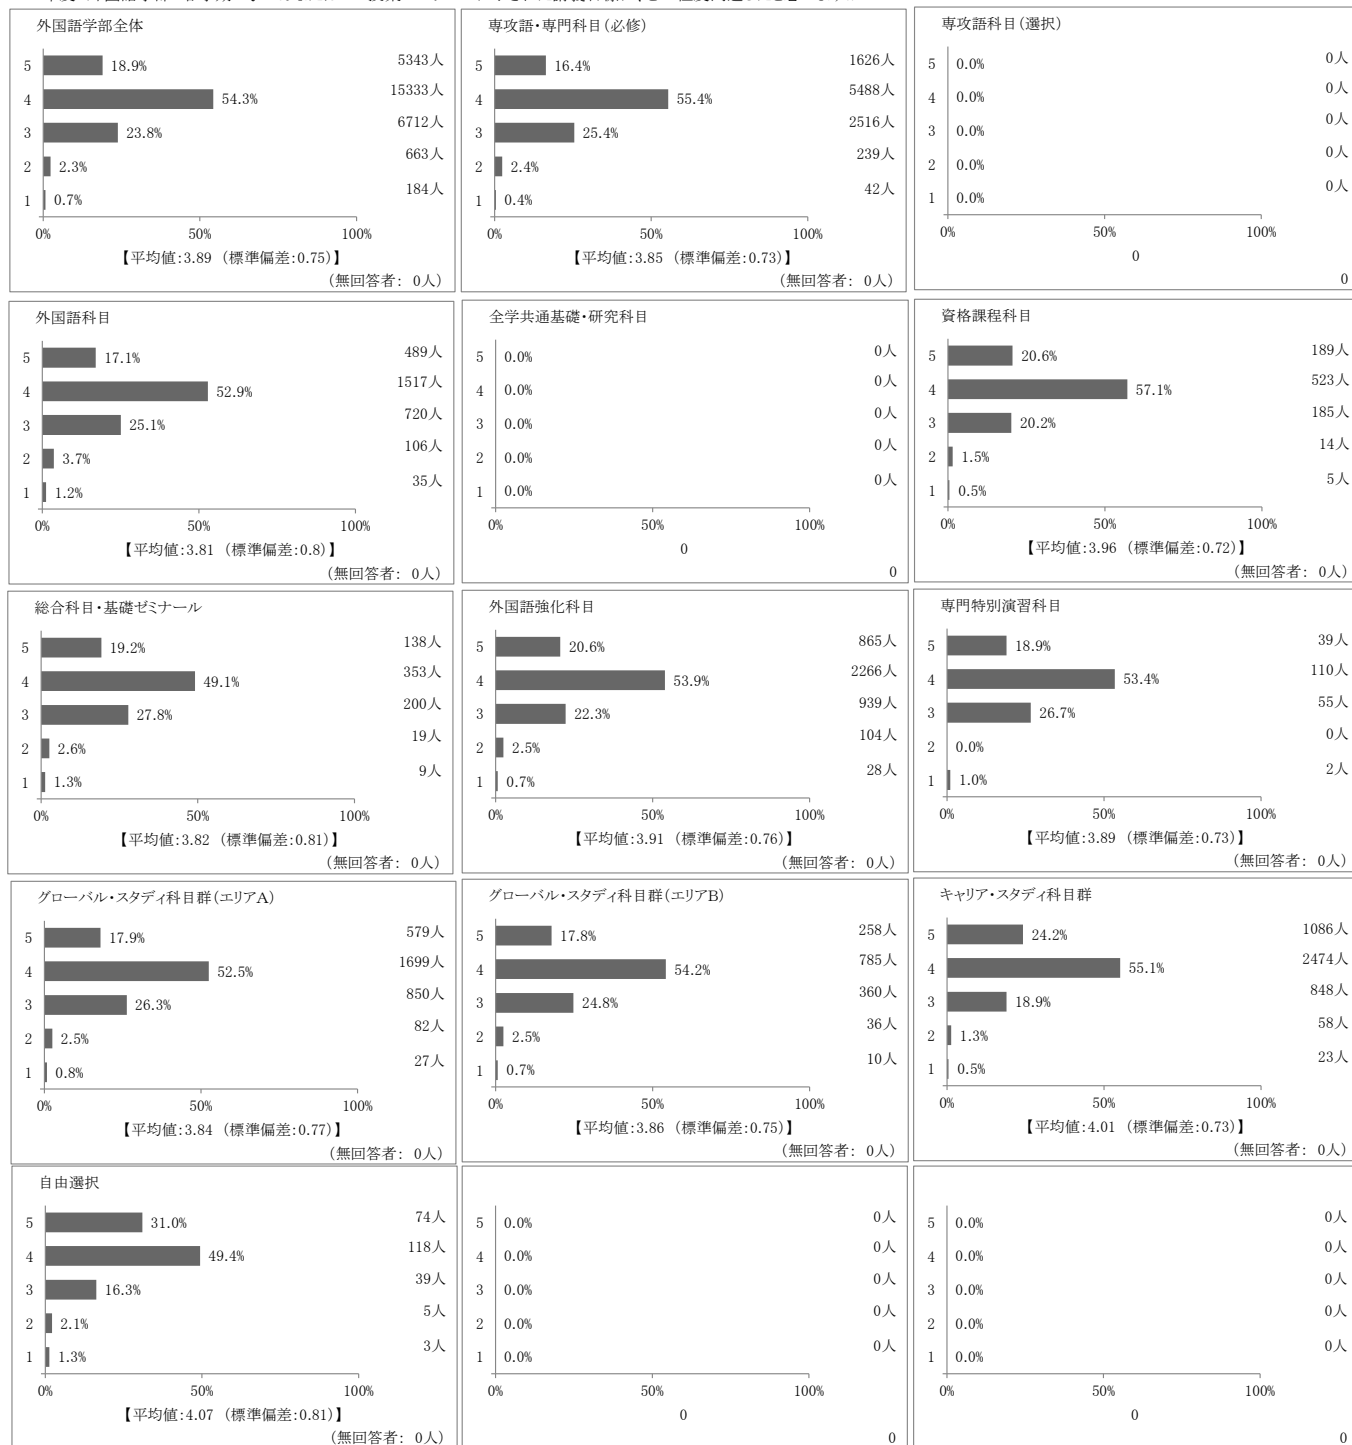 外国語学部全体
5 18.9% 5343人
4 54.3% 15333人
3 23.8% 6712人
2 2.3% 663人
1 0.7% 184人
0% 50% 100%
【平均値:3.89 (標準偏差:0.75)】
(無回答者: 0人)
専攻語・専門科目(必修)
5 16.4% 1626人
4 55.4% 5488人
3 25.4% 2516人
2 2.4% 239人
1 0.4% 42人
0% 50% 100%
【平均値:3.85 (標準偏差:0.73)】
(無回答者: 0人)
専攻語科目(選択)
5 0.0% 0人
4 0.0% 0人
3 0.0% 0人
2 0.0% 0人
1 0.0% 0人
0% 50% 100%
0
0
外国語科目
5 17.1% 489人
4 52.9% 1517人
3 25.1% 720人
2 3.7% 106人
1 1.2% 35人
0% 50% 100%
【平均値:3.81 (標準偏差:0.8)】
(無回答者: 0人)
全学共通基礎・研究科目
5 0.0% 0人
4 0.0% 0人
3 0.0% 0人
2 0.0% 0人
1 0.0% 0人
0% 50% 100%
0
0
資格課程科目
5 20.6% 189人
4 57.1% 523人
3 20.2% 185人
2 1.5% 14人
1 0.5% 5人
0% 50% 100%
【平均値:3.96 (標準偏差:0.72)】
(無回答者: 0人)
総合科目・基礎ゼミナール
5 19.2% 138人
4 49.1% 353人
3 27.8% 200人
2 2.6% 19人
1 1.3% 9人
0% 50% 100%
【平均値:3.82 (標準偏差:0.81)】
(無回答者: 0人)
外国語強化科目
5 20.6% 865人
4 53.9% 2266人
3 22.3% 939人
2 2.5% 104人
1 0.7% 28人
0% 50% 100%
【平均値:3.91 (標準偏差:0.76)】
(無回答者: 0人)
専門特別演習科目
5 18.9% 39人
4 53.4% 110人
3 26.7% 55人
2 0.0% 0人
1 1.0% 2人
0% 50% 100%
【平均値:3.89 (標準偏差:0.73)】
(無回答者: 0人)
グローバル・スタディ科目群(エリアA)
5 17.9% 579人
4 52.5% 1699人
3 26.3% 850人
2 2.5% 82人
1 0.8% 27人
0% 50% 100%
【平均値:3.84 (標準偏差:0.77)】
(無回答者: 0人)
グローバル・スタディ科目群(エリアB)
5 17.8% 258人
4 54.2% 785人
3 24.8% 360人
2 2.5% 36人
1 0.7% 10人
0% 50% 100%
【平均値:3.86 (標準偏差:0.75)】
(無回答者: 0人)
キャリア・スタディ科目群
5 24.2% 1086人
4 55.1% 2474人
3 18.9% 848人
2 1.3% 58人
1 0.5% 23人
0% 50% 100%
【平均値:4.01 (標準偏差:0.73)】
(無回答者: 0人)
自由選択
5 31.0% 74人
4 49.4% 118人
3 16.3% 39人
2 2.1% 5人
1 1.3% 3人
0% 50% 100%
【平均値:4.07 (標準偏差:0.81)】
(無回答者: 0人)
5 0.0% 0人
4 0.0% 0人
3 0.0% 0人
2 0.0% 0人
1 0.0% 0人
0% 50% 100%
0
0
5 0.0% 0人
4 0.0% 0人
3 0.0% 0人
2 0.0% 0人
1 0.0% 0人
0% 50% 100%
0
0